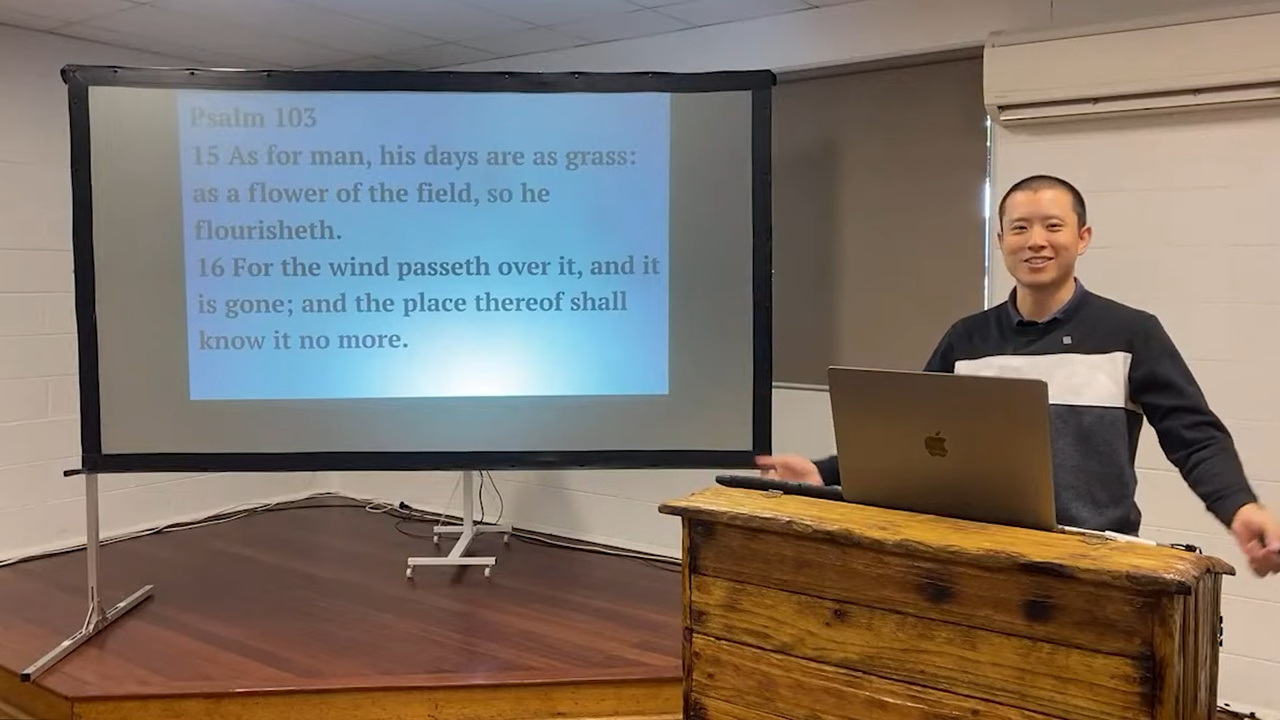 Psalm 103
15 As for man, his days are as grass:
as a flower of the field, so he
flourisheth.
16 For the wind passeth over it, and it
is gone; and the place thereof shall
know it no more.